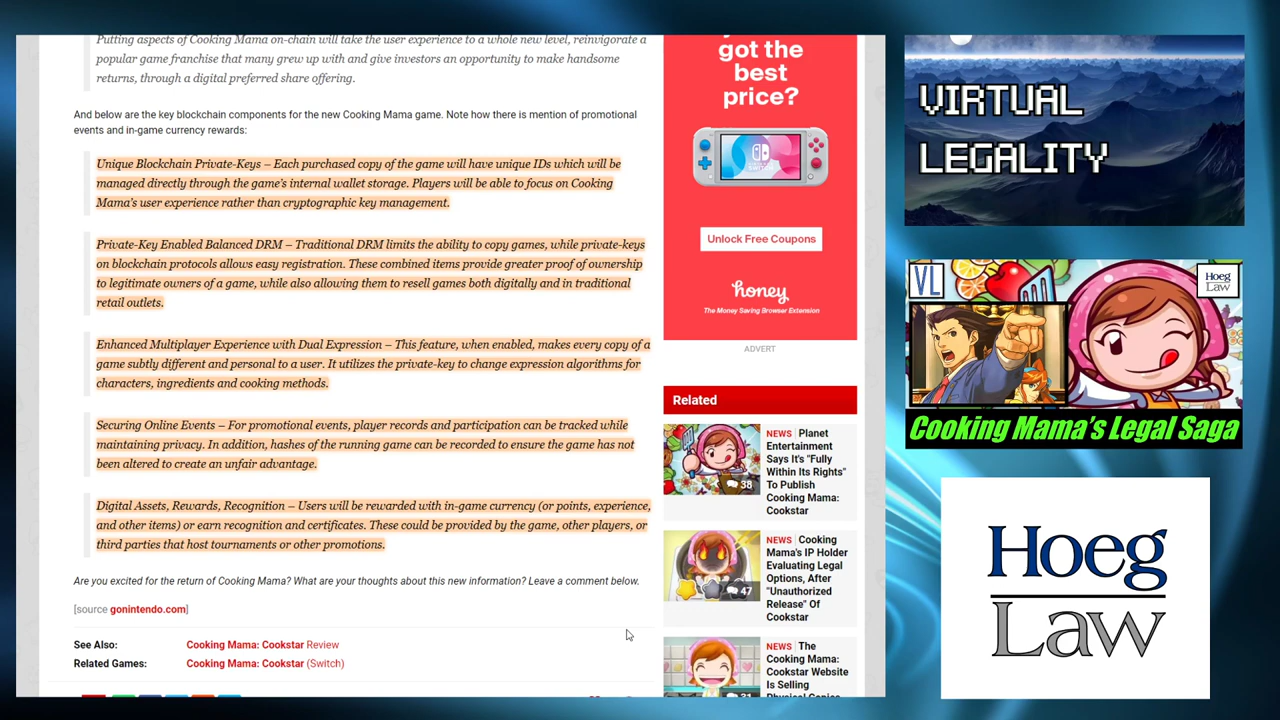 Putting aspects of Cooking Mama on-chain will take the user experience to a whole new level, reinvigorate a
popular game franchise that many grew up with and give investors an opportunity to make handsome
returns, through a digital preferred share offering.
And below are the key blockchain components for the new Cooking Mama game. Note how there is mention of promotional
events and in-game currency rewards:
Unique Blockchain Private-Keys – Each purchased copy of the game will have unique IDs which will be
managed directly through the game's internal wallet storage. Players will be able to focus on Cooking
Mama's user experience rather than cryptographic key management.
Private-Key Enabled Balanced DRM – Traditional DRM limits the ability to copy games, while private-keys
on blockchain protocols allows easy registration. These combined items provide greater proof of ownership
to legitimate owners of a game, while also allowing them to resell games both digitally and in traditional
retail outlets.
Enhanced Multiplayer Experience with Dual Expression – This feature, when enabled, makes every copy of a
game subtly different and personal to a user. It utilizes the private-key to change expression algorithms for
characters, ingredients and cooking methods.
Securing Online Events – For promotional events, player records and participation can be tracked while
maintaining privacy. In addition, hashes of the running game can be recorded to ensure the game has not
been altered to create an unfair advantage.
Digital Assets, Rewards, Recognition – Users will be rewarded with in-game currency (or points, experience,
and other items) or earn recognition and certificates. These could be provided by the game, other players, or
third parties that host tournaments or other promotions.
Are you excited for the return of Cooking Mama? What are your thoughts about this new information? Leave a comment below.
[source gonintendo.com]
See Also: Cooking Mama: Cookstar Review
Related Games: Cooking Mama: Cookstar (Switch)
got the
best
price?
Unlock Free Coupons
honey
The Money Saving Browser Extension
ADVERT
Related
NEWS Planet
Entertainment
Says It's "Fully
Within Its Rights"
To Publish
Cooking Mama:
Cookstar
38
NEWS Cooking
Mama's IP Holder
Evaluating Legal
Options, After
"Unauthorized
Release" Of
Cookstar
47
NEWS The
Cooking Mama:
Cookstar Website
Is Selling
VIRTUAL
LEGALITY
VL
Hoeg
Law
Cooking Mama's Legal Saga
Hoeg
Law